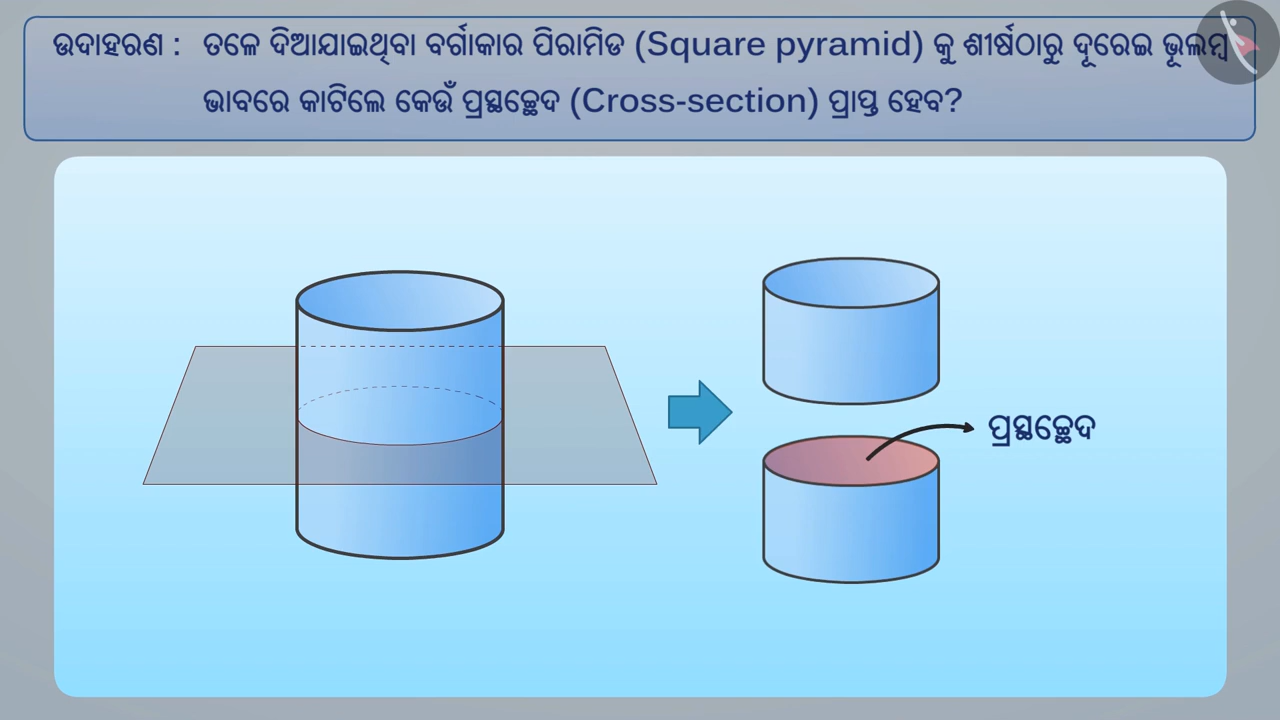 ଉଦାହରଣ : ତଳେ ଦିଆଯାଇଥିବା ବର୍ଗାକାର ପିରାମିଡ (Square pyramid) କୁ ଶୀର୍ଷଠାରୁ ଦୂରେଇ ଭୂଲମ୍ବ
ଭାବରେ କାଟିଲେ କେଉଁ ପ୍ରସ୍ଥଚ୍ଛେଦ (Cross-section) ପ୍ରାପ୍ତ ହେବ?
ପ୍ରସ୍ଥଚ୍ଛେଦ